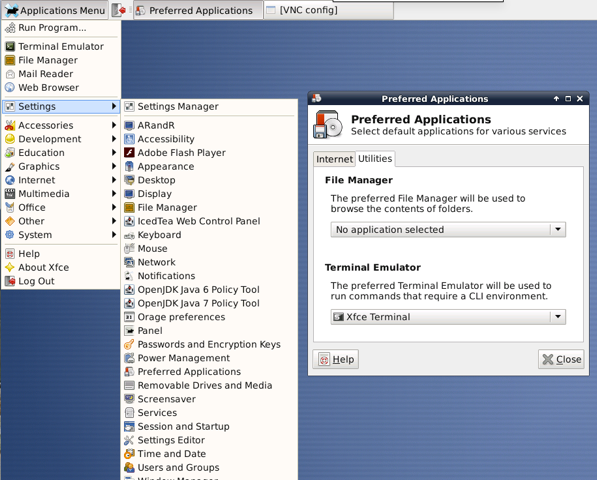 Applications Menu
Preferred Applications
[VNC config]
Run Program...
Terminal Emulator
File Manager
Mail Reader
Web Browser
Settings
Accessories
Development
Education
Graphics
Internet
Multimedia
Office
Other
System
Help
About Xfce
Log Out
Settings Manager
ARandR
Accessibility
Adobe Flash Player
Appearance
Desktop
Display
File Manager
IcedTea Web Control Panel
Keyboard
Mouse
Network
Notifications
OpenJDK Java 6 Policy Tool
OpenJDK Java 7 Policy Tool
Orage preferences
Panel
Passwords and Encryption Keys
Power Management
Preferred Applications
Removable Drives and Media
Screensaver
Services
Session and Startup
Settings Editor
Time and Date
Users and Groups
Window Manager
Preferred Applications
Preferred Applications
Select default applications for various services
Internet
Utilities
File Manager
The preferred File Manager will be used to
browse the contents of folders.
No application selected
Terminal Emulator
The preferred Terminal Emulator will be used to
run commands that require a CLI environment.
Xfce Terminal
Help
Close